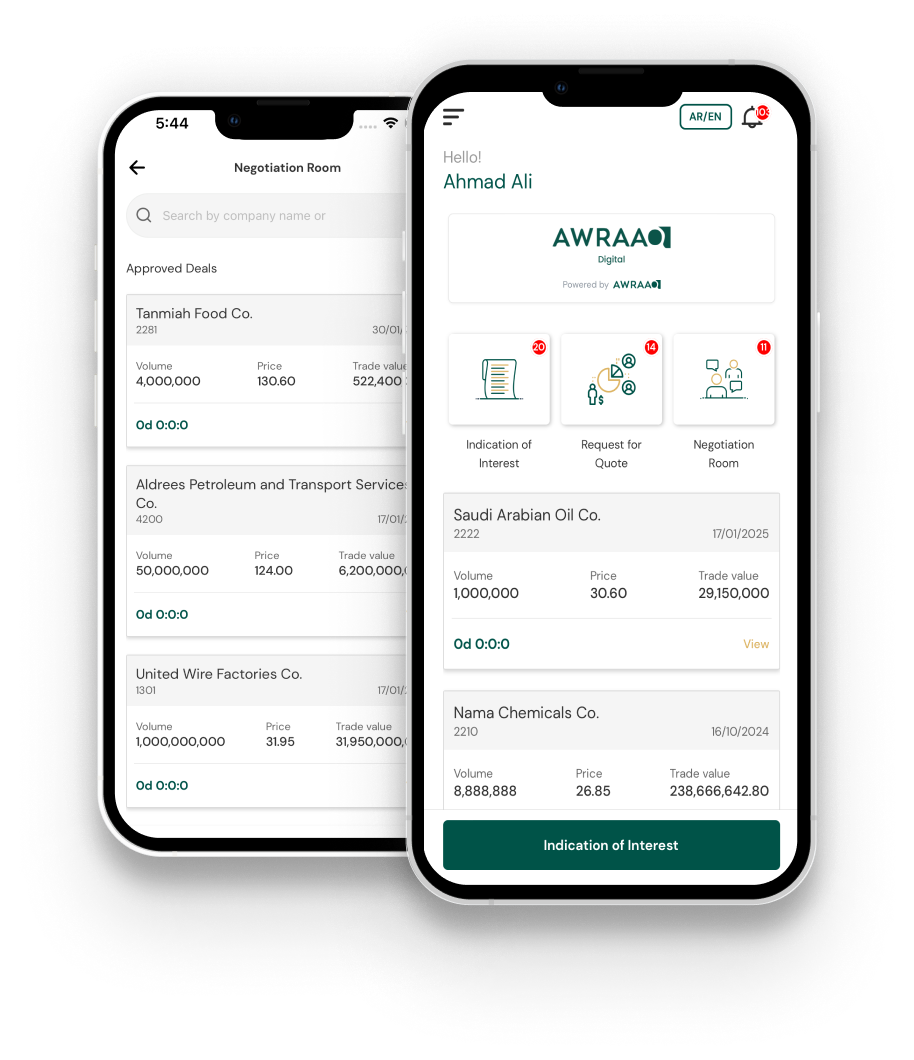 5:44
Negotiation Room
Search by company name or
Approved Deals
Tanmiah Food Co.
2281 30/01/
Volume Price Trade value
4,000,000 130.60 522,400
0d 0:0:0
Aldrees Petroleum and Transport Services
Co.
4200 17/01/
Volume Price Trade value
50,000,000 124.00 6,200,000,
0d 0:0:0
United Wire Factories Co.
1301 17/01/
Volume Price Trade value
1,000,000,000 31.95 31,950,000,
0d 0:0:0
AR/EN 103
Hello!
Ahmad Ali
AWRAAQ
Digital
Powered by AWRAAQ
20 14 11
Indication of Request for Negotiation
Interest Quote Room
Saudi Arabian Oil Co.
2222 17/01/2025
Volume Price Trade value
1,000,000 30.60 29,150,000
0d 0:0:0 View
Nama Chemicals Co.
2210 16/10/2024
Volume Price Trade value
8,888,888 26.85 238,666,642.80
Indication of Interest